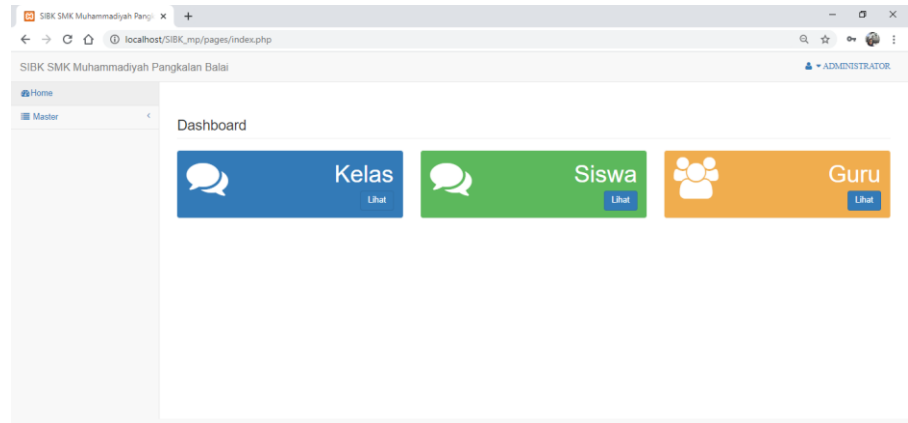 SIBK SMK Muhammadiyah Pangk
localhost/SIBK_mp/pages/index.php
SIBK SMK Muhammadiyah Pangkalan Balai
ADMINISTRATOR
Home
Master
Dashboard
Kelas
Lihat
Siswa
Lihat
Guru
Lihat